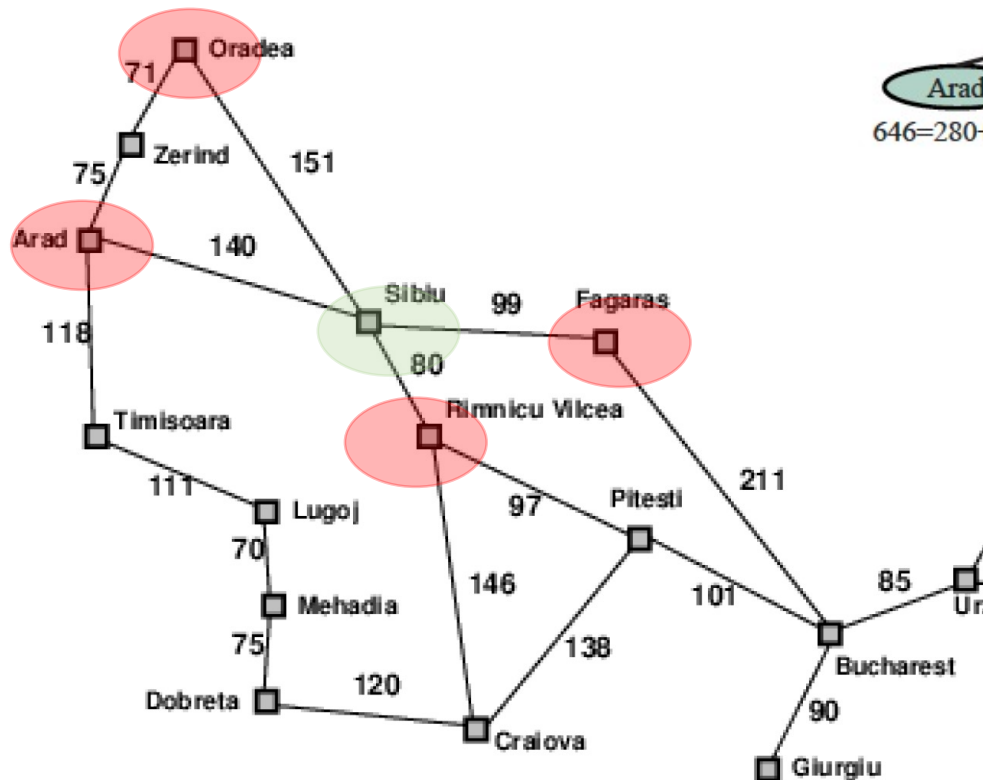 Oradea
71
Arad
646=280+
Zerind
151
75
Arad
140
Sibiu
99
Fagaras
118
80
Timisoara
Rimnicu Vilcea
111
97
Pitesti
211
Lugoj
70
146
101
85
Ur
Mehadia
75
138
Bucharest
Dobreta
120
90
Craiova
Giurgiu